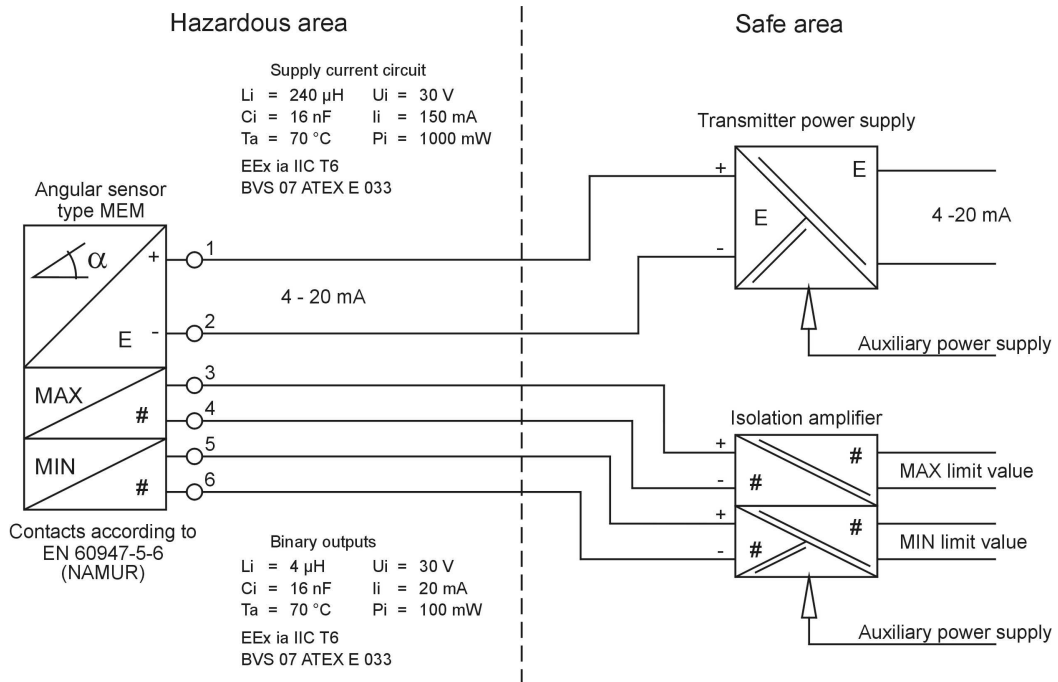 Hazardous area
Safe area
Supply current circuit
Li = 240 µH Ui = 30 V
Ci = 16 nF Ii = 150 mA
Ta = 70 °C Pi = 1000 mW
EEx ia IIC T6
BVS 07 ATEX E 033
Transmitter power supply
+
E
E
-
4 -20 mA
Auxiliary power supply
Angular sensor
type MEM
α
+
1
4 - 20 mA
E
-
2
MAX
#
3
4
MIN
#
5
6
Contacts according to
EN 60947-5-6
(NAMUR)
Isolation amplifier
+
#
-
#
MAX limit value
+
#
-
#
MIN limit value
Auxiliary power supply
Binary outputs
Li = 4 µH Ui = 30 V
Ci = 16 nF Ii = 20 mA
Ta = 70 °C Pi = 100 mW
EEx ia IIC T6
BVS 07 ATEX E 033